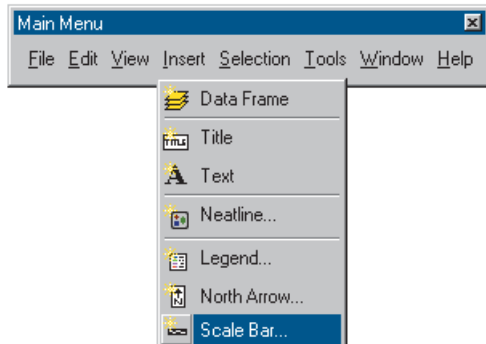 Main Menu
File Edit View Insert Selection Tools Window Help
Data Frame
TITLE Title
A Text
Neatline...
Legend...
N North Arrow...
Scale Bar...